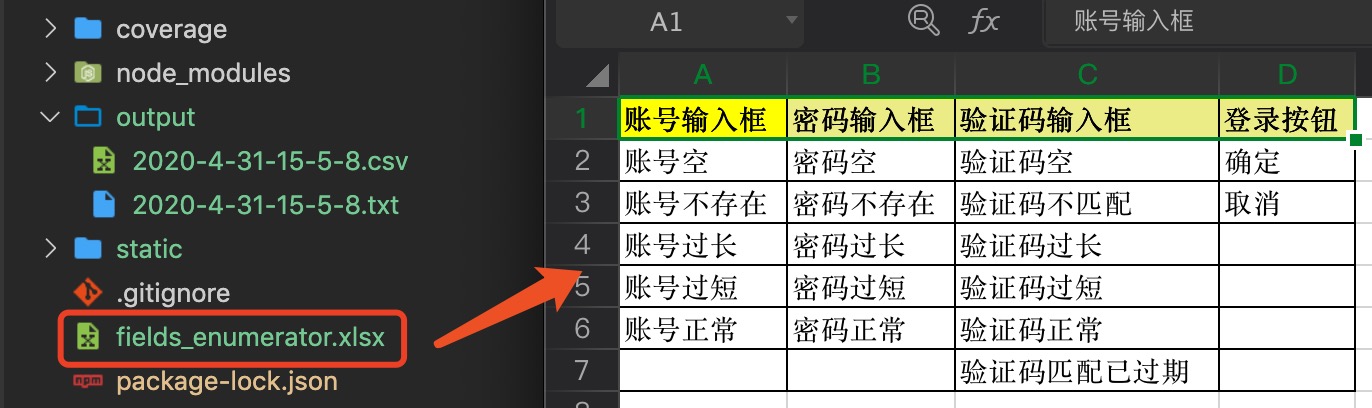 coverage
node_modules
output
2020-4-31-15-5-8.csv
2020-4-31-15-5-8.txt
static
.gitignore
fields_enumerator.xlsx
npm package-lock.json
A1 fx 账号输入框
A B C D
1 账号输入框 密码输入框 验证码输入框 登录按钮
2 账号空 密码空 验证码空 确定
3 账号不存在 密码不存在 验证码不匹配 取消
4 账号过长 密码过长 验证码过长
5 账号过短 密码过短 验证码过短
6 账号正常 密码正常 验证码正常
7 验证码匹配已过期